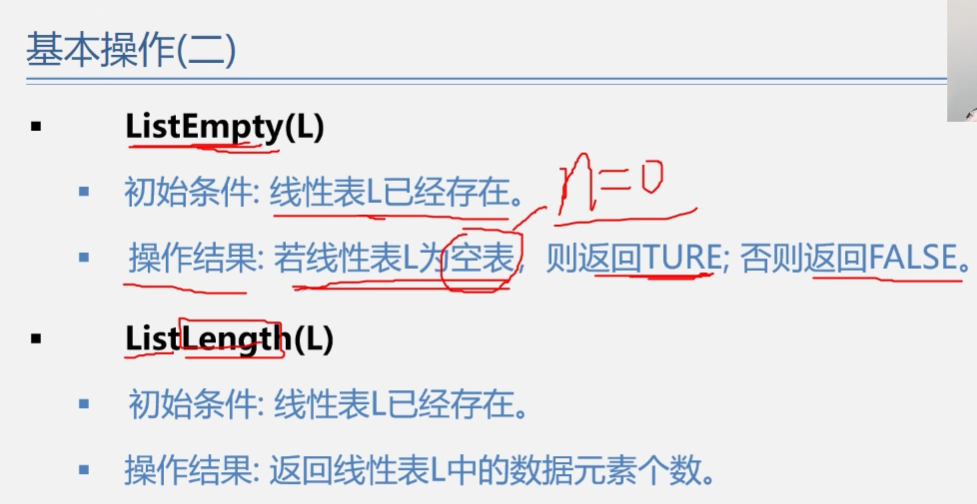 基本操作(二)
▪ ListEmpty(L)
▪ 初始条件: 线性表L已经存在。
n=0
▪ 操作结果: 若线性表L为空表，则返回TURE; 否则返回FALSE。
▪ ListLength(L)
▪ 初始条件: 线性表L已经存在。
▪ 操作结果: 返回线性表L中的数据元素个数。